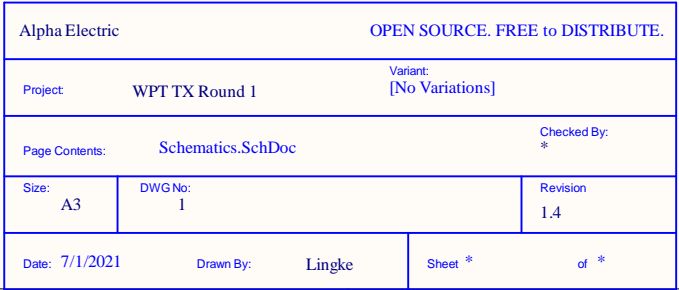 Alpha Electric OPEN SOURCE. FREE to DISTRIBUTE.
Variant:
Project: WPT TX Round 1 [No Variations]
Checked By:
Page Contents: Schematics.SchDoc *
Size: DWG No: Revision
A3 1 1.4
Date: 7/1/2021 Drawn By: Lingke Sheet * of *